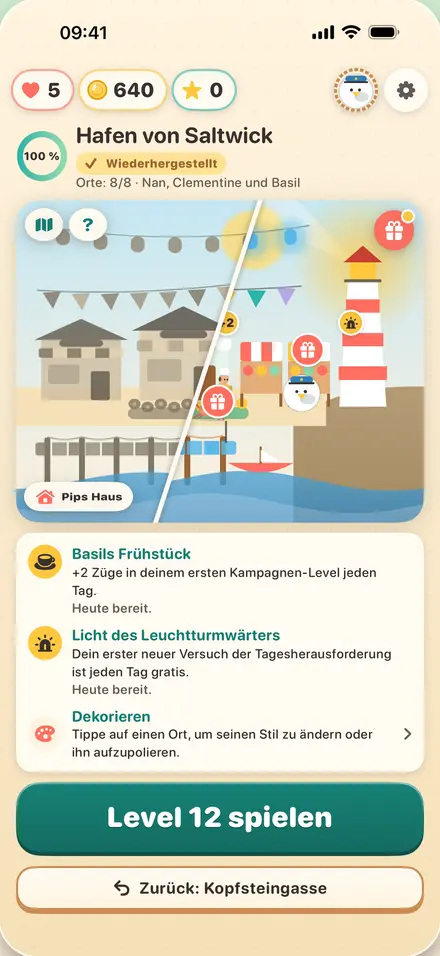 09:41
5
640
0
100 %
Hafen von Saltwick
Wiederhergestellt
Orte: 8/8 · Nan, Clementine und Basil
?
+2
Pips Haus
Basils Frühstück
+2 Züge in deinem ersten Kampagnen-Level jeden
Tag.
Heute bereit.
Licht des Leuchtturmwärters
Dein erster neuer Versuch der Tagesherausforderung
ist jeden Tag gratis.
Heute bereit.
Dekorieren
Tippe auf einen Ort, um seinen Stil zu ändern oder
ihn aufzupolieren.
Level 12 spielen
Zurück: Kopfsteingasse